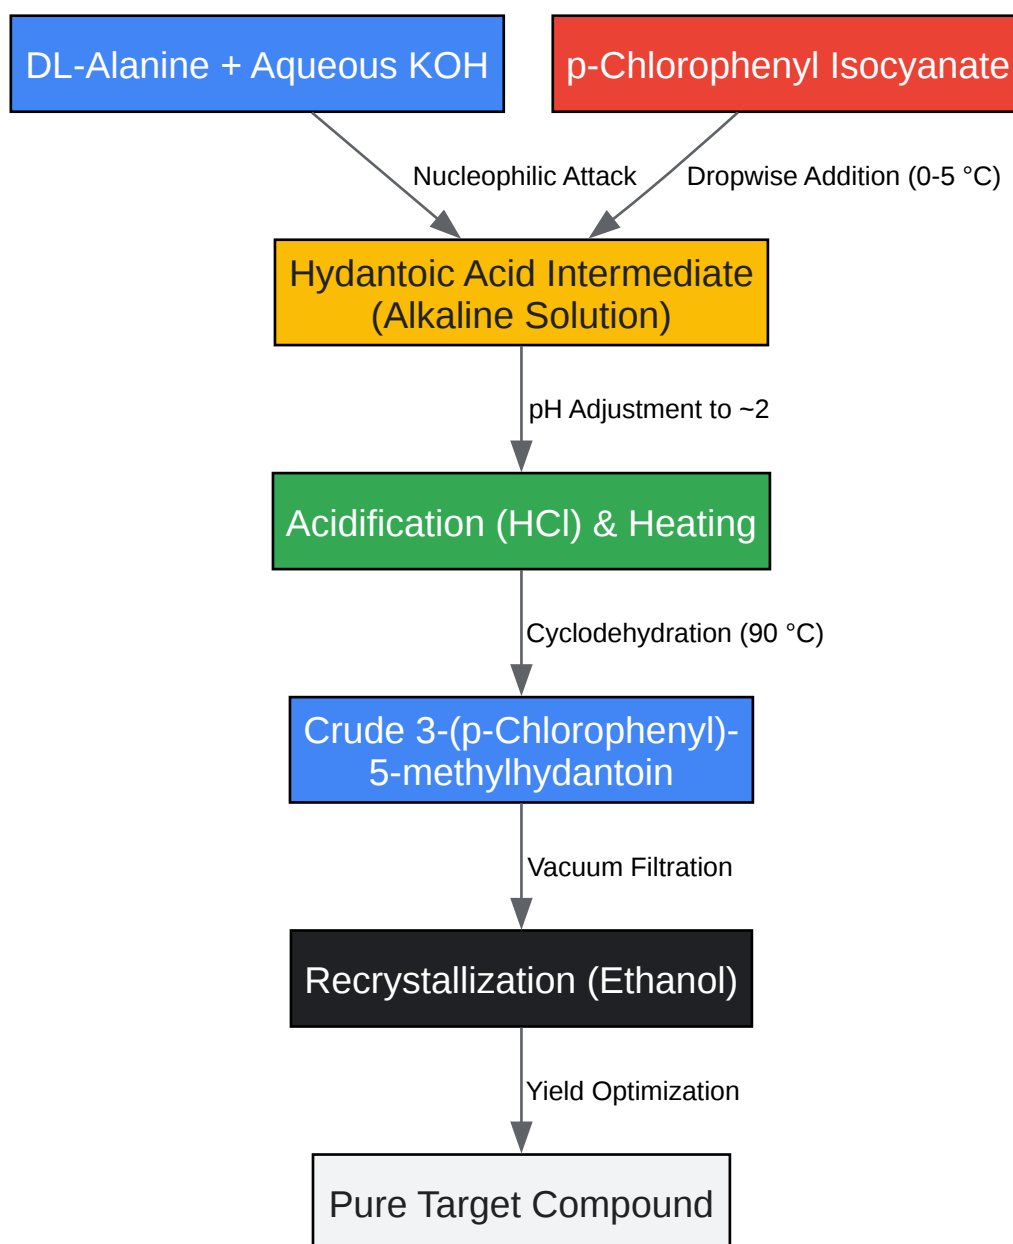 DL-Alanine + Aqueous KOH
p-Chlorophenyl Isocyanate
Nucleophilic Attack
Dropwise Addition (0-5 °C)
Hydantoic Acid Intermediate
(Alkaline Solution)
pH Adjustment to ~2
Acidification (HCl) & Heating
Cyclodehydration (90 °C)
Crude 3-(p-Chlorophenyl)-
5-methylhydantoin
Vacuum Filtration
Recrystallization (Ethanol)
Yield Optimization
Pure Target Compound